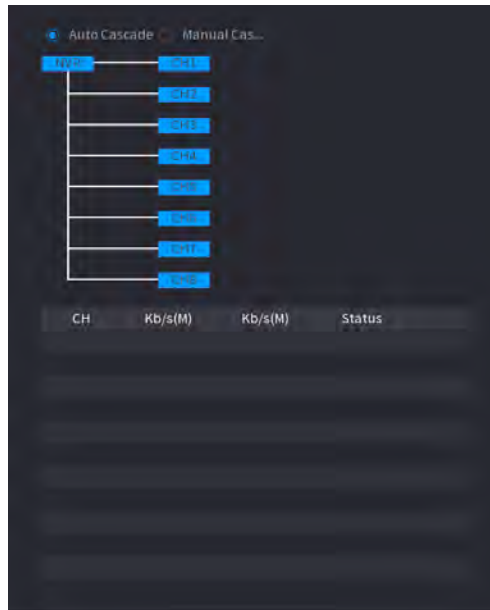 Auto Cascade Manual Cas...
NVR CH1
CH2
CH3
CH4
CH5
CH6
CH7
CH8
CH Kb/s(M) Kb/s(M) Status